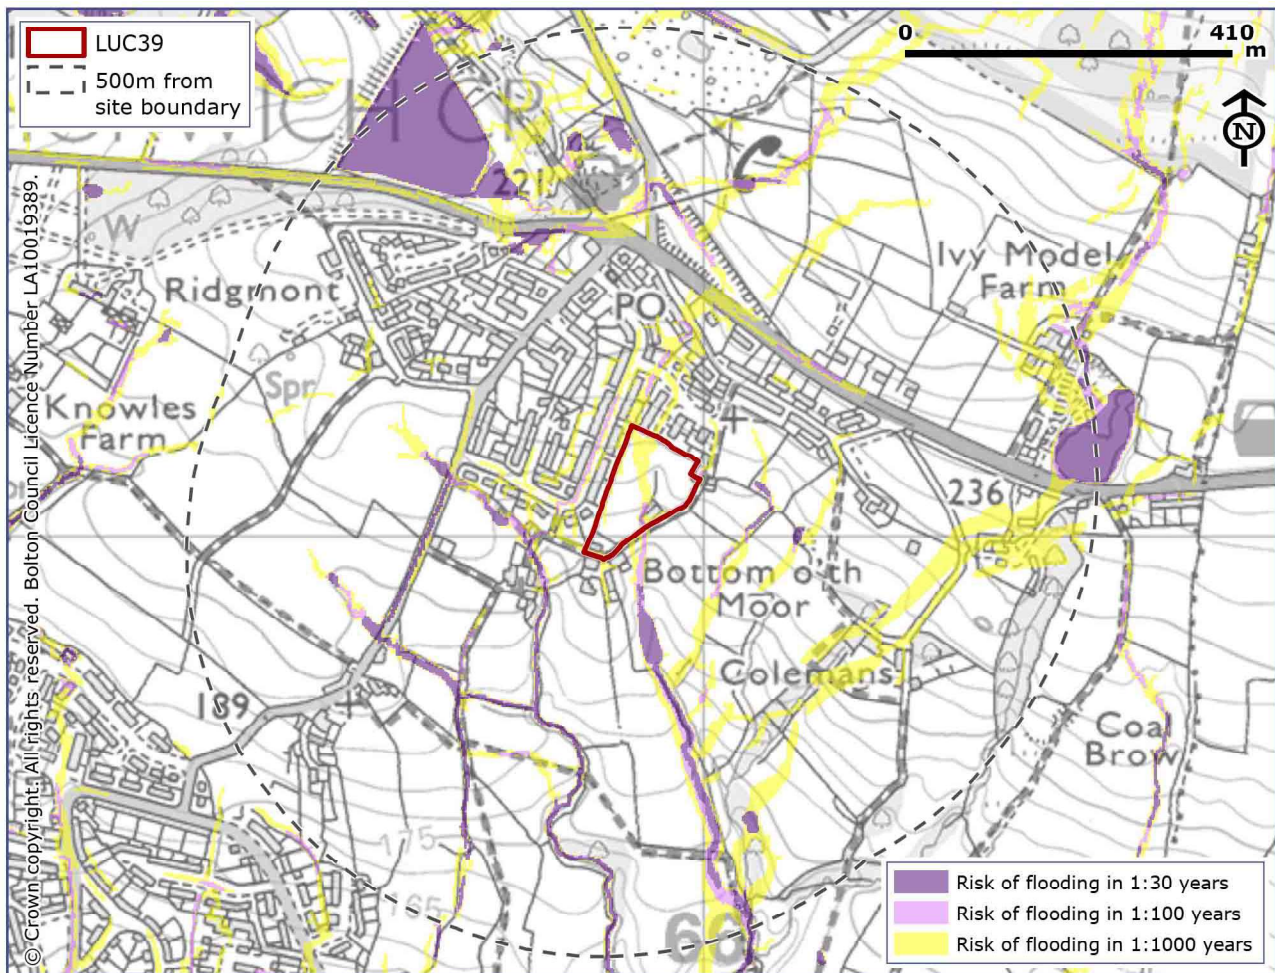 LUC39
500m from
site boundary
0 410
m
N
221
W
Ridgmont
PO
Ivy Model
Farm
Spr
Knowles
Farm
236
Bottom o'th
Moor
Colemans
189
Coal
Brow
175
165
66
© Crown copyright. All rights reserved. Bolton Council Licence Number LA10019389.
Risk of flooding in 1:30 years
Risk of flooding in 1:100 years
Risk of flooding in 1:1000 years